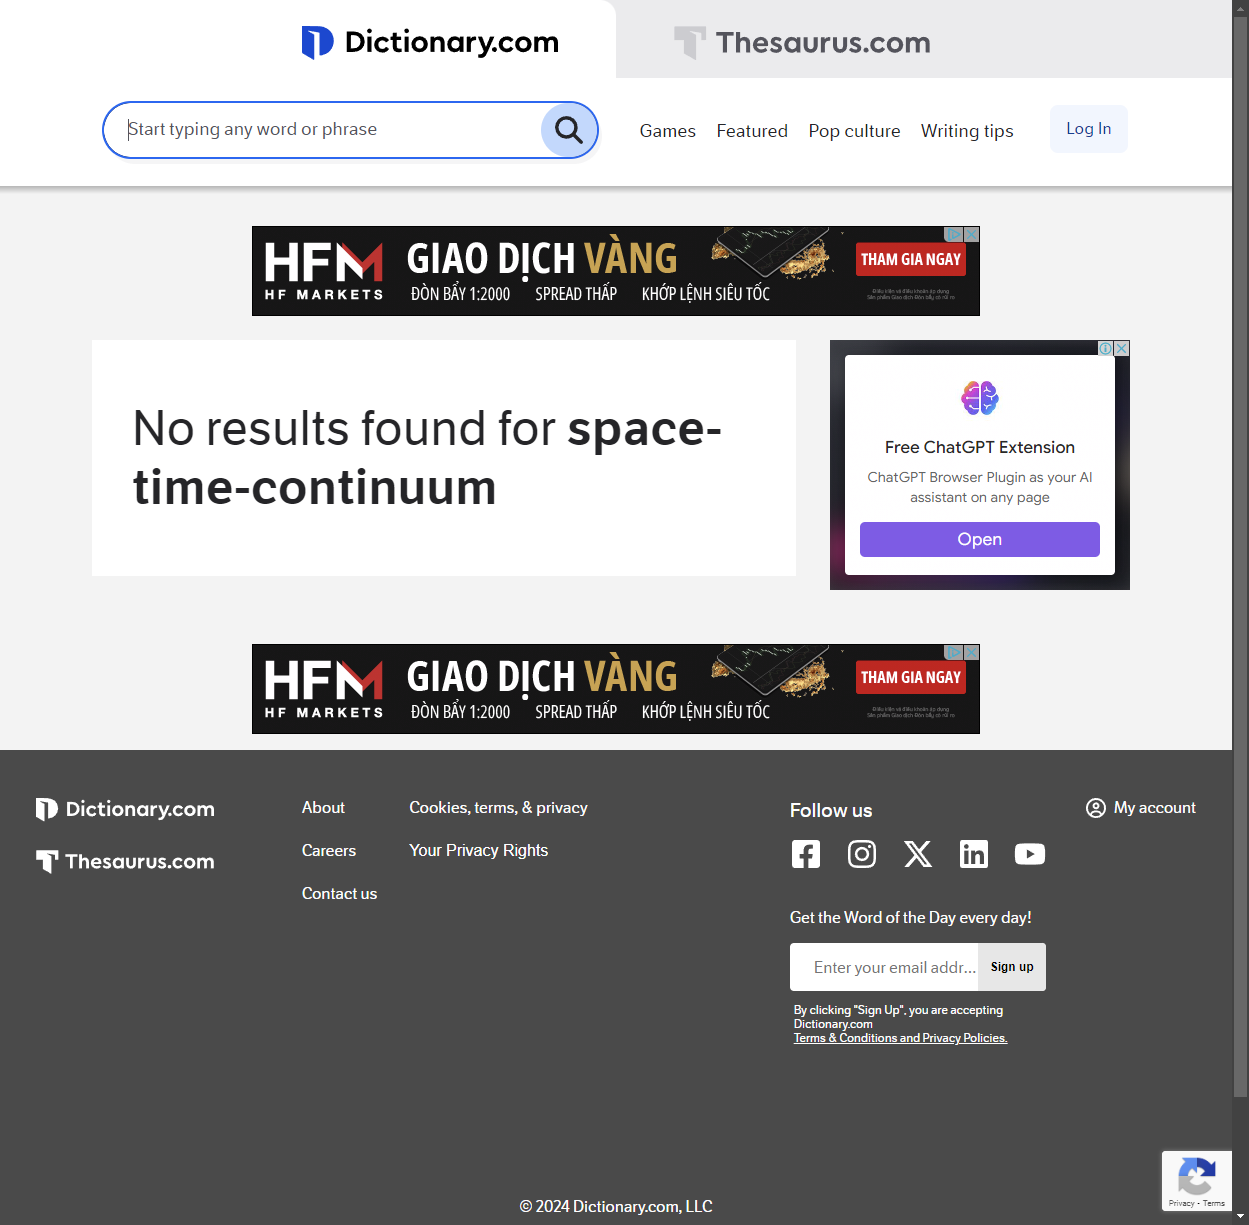 Dictionary.com
Thesaurus.com
Start typing any word or phrase
Games Featured Pop culture Writing tips Log In
HFM
HF MARKETS
GIAO DỊCH VÀNG
ĐÒN BẨY 1:2000 SPREAD THẤP KHỚP LỆNH SIÊU TỐC
THAM GIA NGAY
No results found for space-
time-continuum
Free ChatGPT Extension
ChatGPT Browser Plugin as your AI
assistant on any page
Open
HFM
HF MARKETS
GIAO DỊCH VÀNG
ĐÒN BẨY 1:2000 SPREAD THẤP KHỚP LỆNH SIÊU TỐC
THAM GIA NGAY
Dictionary.com
Thesaurus.com
About
Careers
Contact us
Cookies, terms, & privacy
Your Privacy Rights
Follow us
Get the Word of the Day every day!
Enter your email addr... Sign up
By clicking "Sign Up", you are accepting
Dictionary.com
Terms & Conditions and Privacy Policies.
My account
Privacy - Terms
© 2024 Dictionary.com, LLC